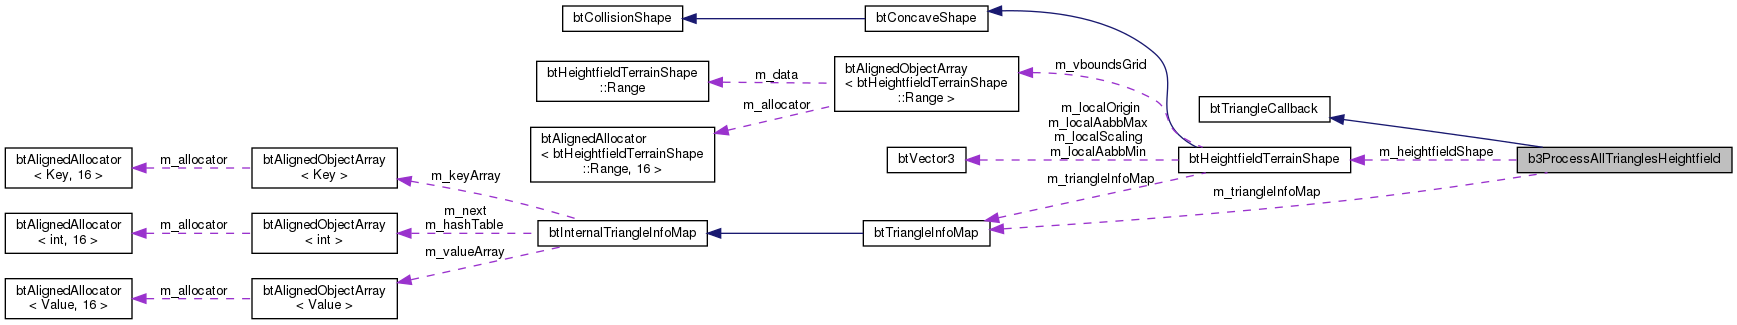 btCollisionShape
btConcaveShape
btHeightfieldTerrainShape
::Range
m_data
m_allocator
btAlignedObjectArray
< btHeightfieldTerrainShape
::Range >
m_vboundsGrid
btAlignedAllocator
< btHeightfieldTerrainShape
::Range, 16 >
btVector3
m_localOrigin
m_localAabbMax
m_localScaling
m_localAabbMin
btTriangleCallback
btHeightfieldTerrainShape
m_heightfieldShape
b3ProcessAllTrianglesHeightfield
m_triangleInfoMap
m_triangleInfoMap
btAlignedAllocator
< Key, 16 >
m_allocator
btAlignedObjectArray
< Key >
m_keyArray
btAlignedAllocator
< int, 16 >
m_allocator
btAlignedObjectArray
< int >
m_next
m_hashTable
btInternalTriangleInfoMap
btTriangleInfoMap
btAlignedAllocator
< Value, 16 >
m_allocator
btAlignedObjectArray
< Value >
m_valueArray